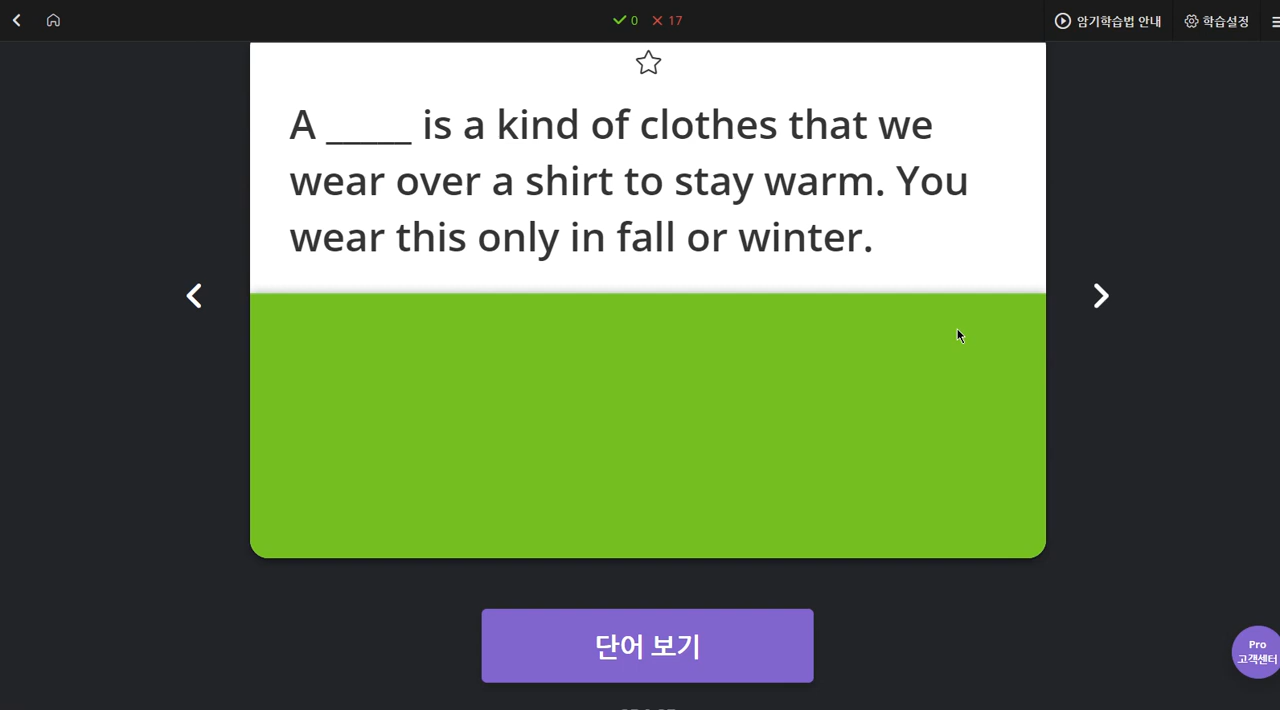 0 17 암기학습법 안내 학습설정
A _____ is a kind of clothes that we
wear over a shirt to stay warm. You
wear this only in fall or winter.
단어 보기
Pro
고객센터